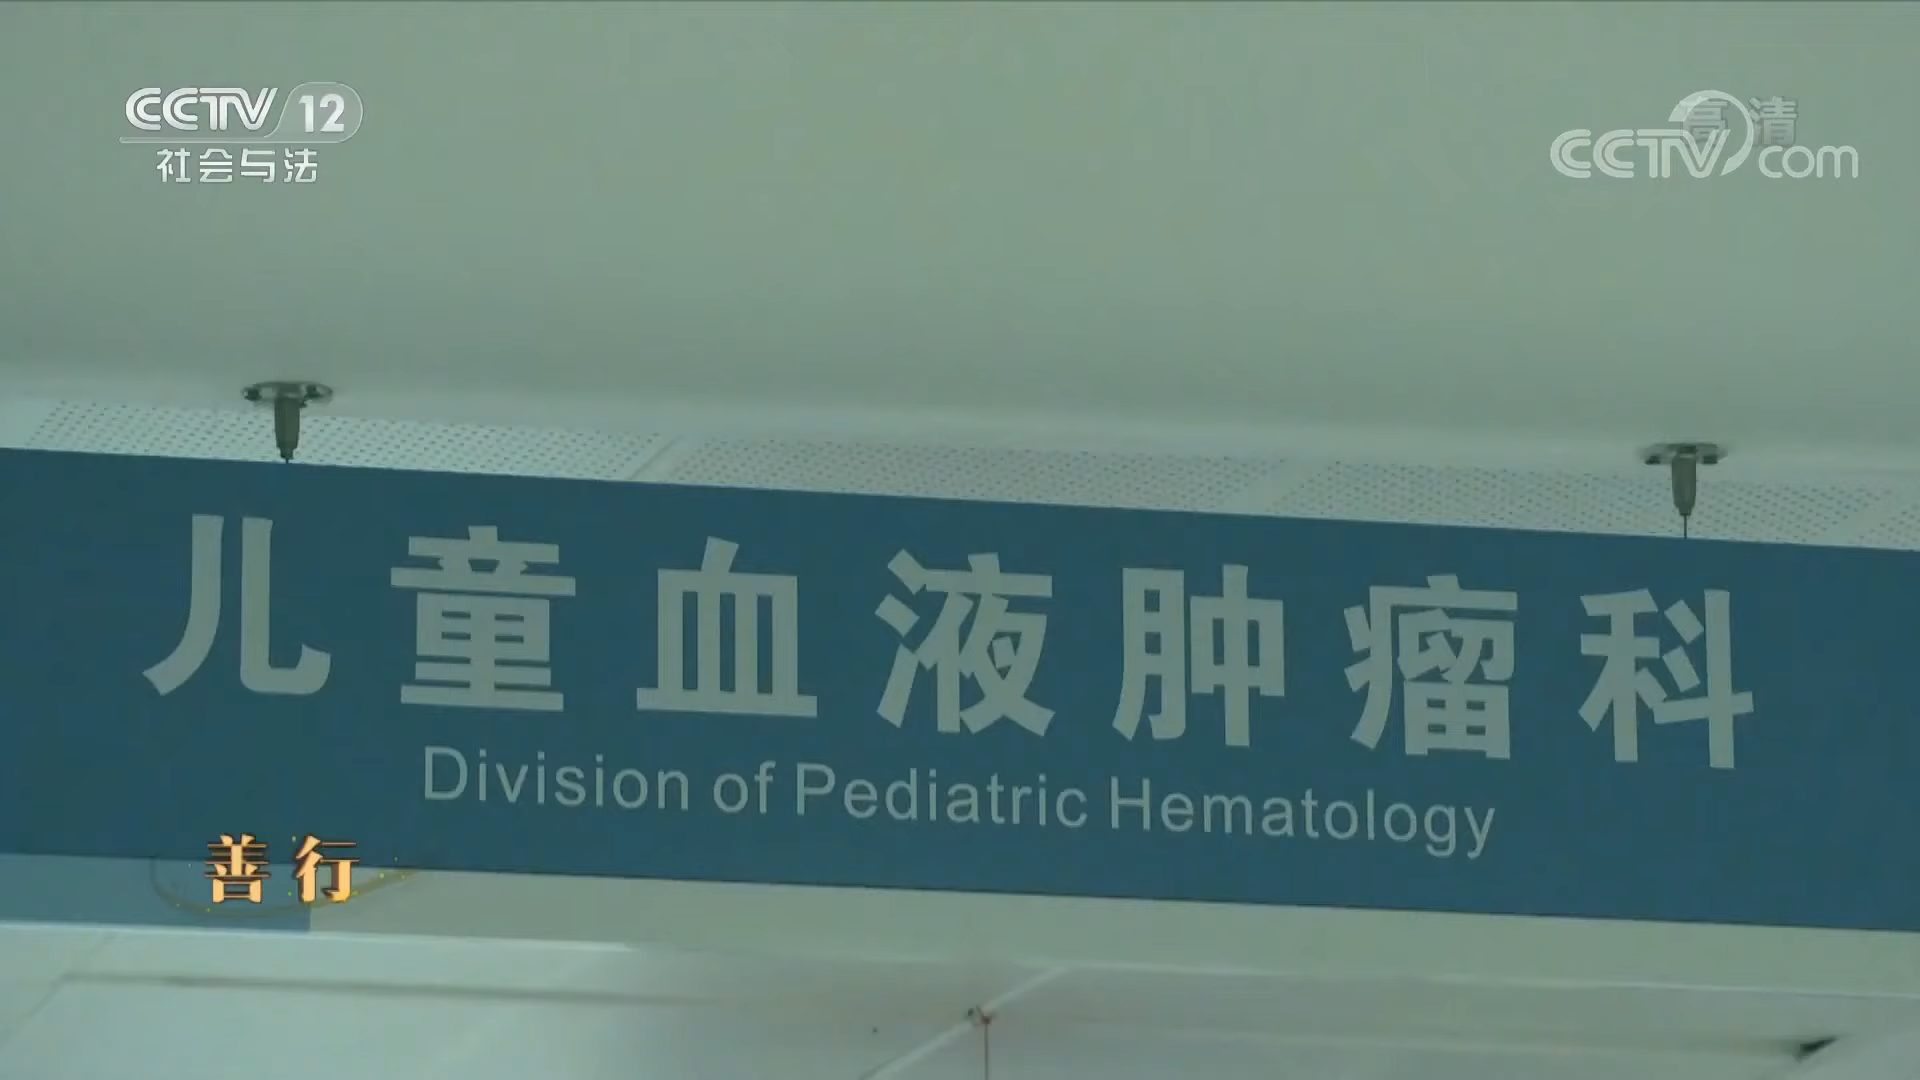 CCTV 12
社会与法
高清
CCTV.com
儿童血液肿瘤科
Division of Pediatric Hematology
善行